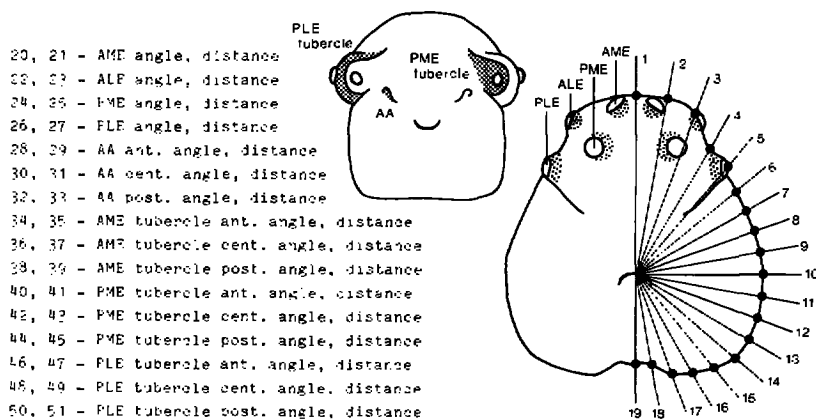 20, 21 - AME angle, distance
22, 23 - ALE angle, distance
24, 25 - PME angle, distance
26, 27 - PLE angle, distance
28, 29 - AA ant. angle, distance
30, 31 - AA cent. angle, distance
32, 33 - AA post. angle, distance
34, 35 - AME tubercle ant. angle, distance
36, 37 - AME tubercle cent. angle, distance
38, 39 - AME tubercle post. angle, distance
40, 41 - PME tubercle ant. angle, distance
42, 43 - PME tubercle cent. angle, distance
44, 45 - PME tubercle post. angle, distance
46, 47 - PLE tubercle ant. angle, distance
48, 49 - PLE tubercle cent. angle, distance
50, 51 - PLE tubercle post. angle, distance
PLE
tubercle
PME
tubercle
AA
PLE
ALE
PME
AME
1
2
3
4
5
6
7
8
9
10
11
12
13
14
15
16
17
18
19